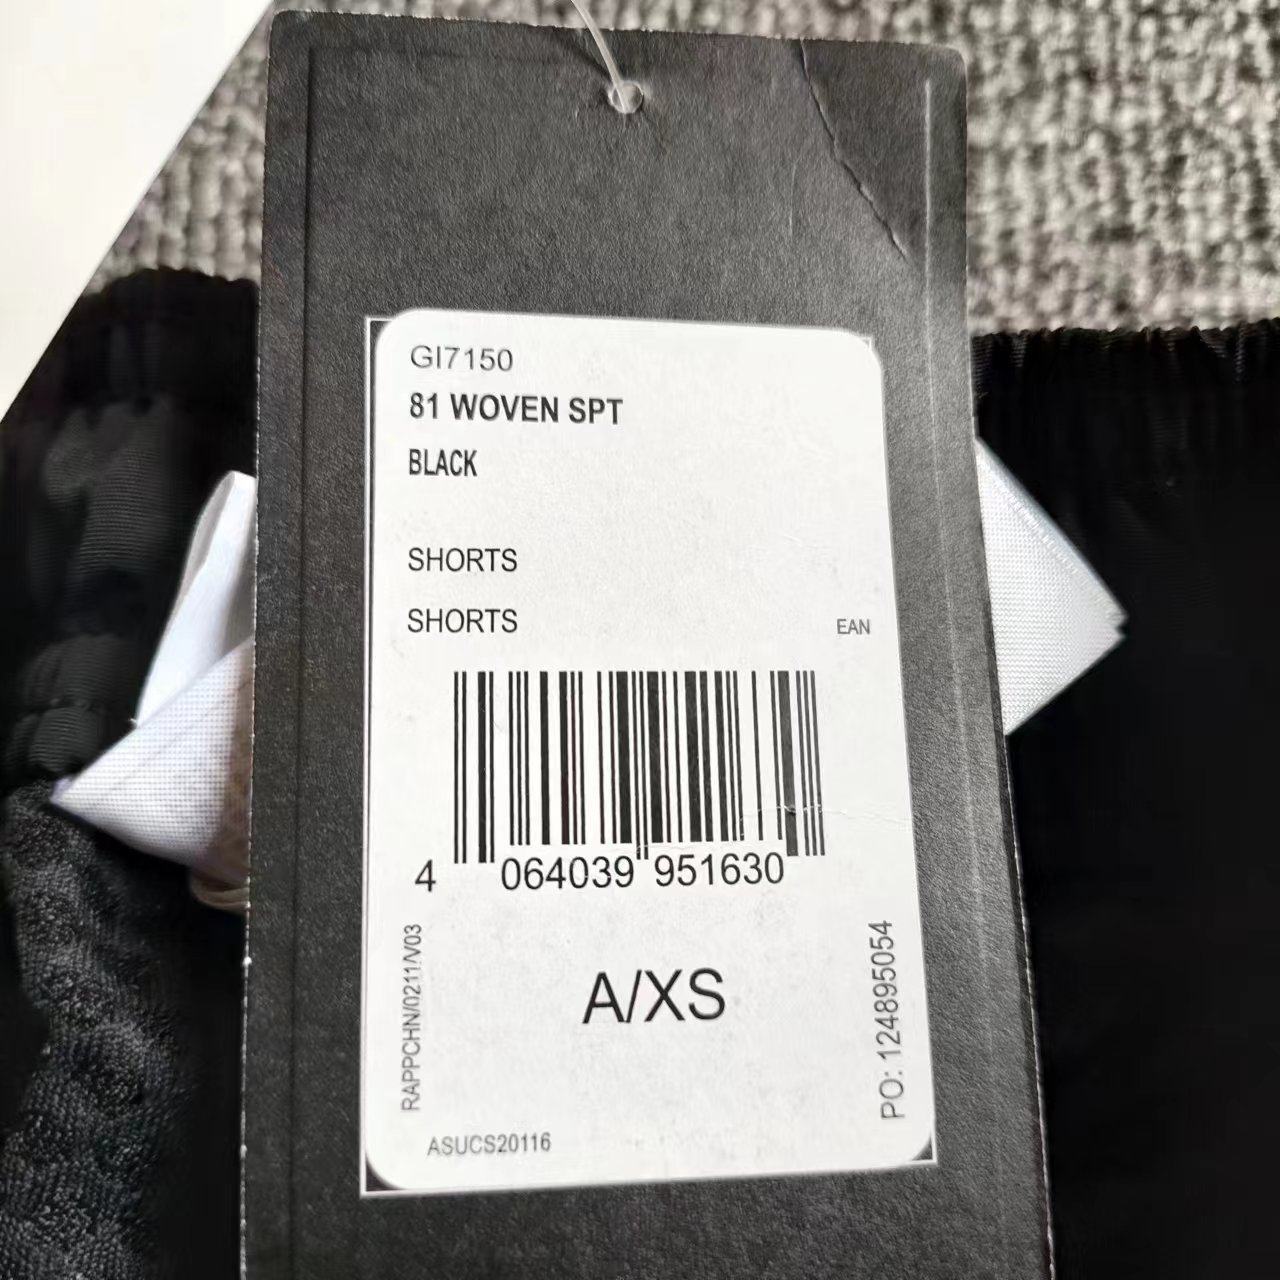 GI7150
81 WOVEN SPT
BLACK
SHORTS
SHORTS
EAN
4 064039 951630
RAPPCHN/0211/V03
A/XS
PO: 124895054
ASUCS20116